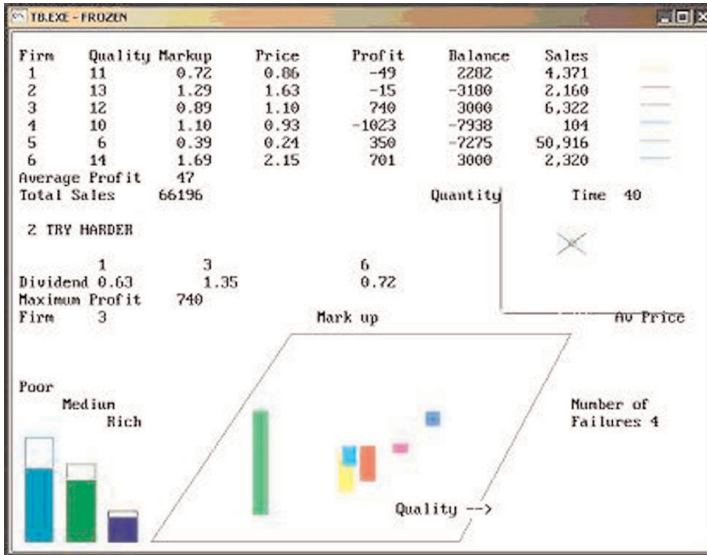 TB.EXE - FROZEN
Firm Quality Markup Price Profit Balance Sales
1 11 0.72 0.86 -49 2282 4,371
2 13 1.29 1.63 -15 -3180 2,160
3 12 0.89 1.10 740 3000 6,322
4 10 1.10 0.93 -1023 -7938 104
5 6 0.39 0.24 350 -7275 50,916
6 14 1.69 2.15 701 3000 2,320
Average Profit 47
Total Sales 66196
Quantity Time 40
2 TRY HARDER
1 3 6
Dividend 0.63 1.35 0.72
Maximum Profit 740
Firm 3
Mark up
Av Price
Poor
Medium
Rich
Number of
Failures 4
Quality -->